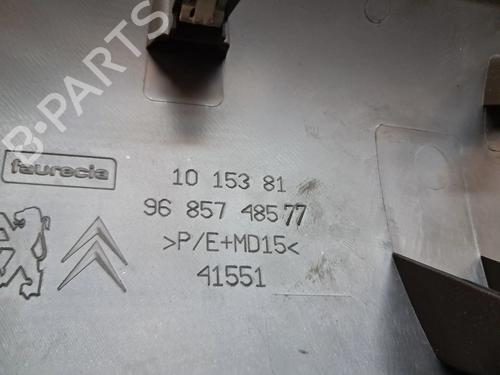 B-PARTS
faurecia
10 153 81
96 857 485 77
>P/E+MD15<
41551